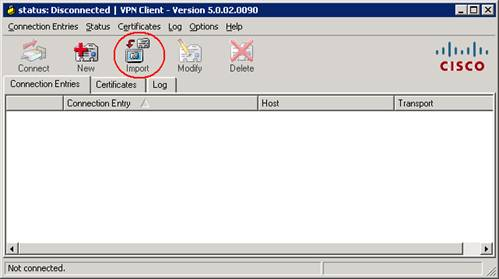 status: Disconnected | VPN Client - Version 5.0.02.0090
Connection Entries Status Certificates Log Options Help
Connect New Import Modify Delete
CISCO
Connection Entries Certificates Log
Connection Entry Host Transport
Not connected.